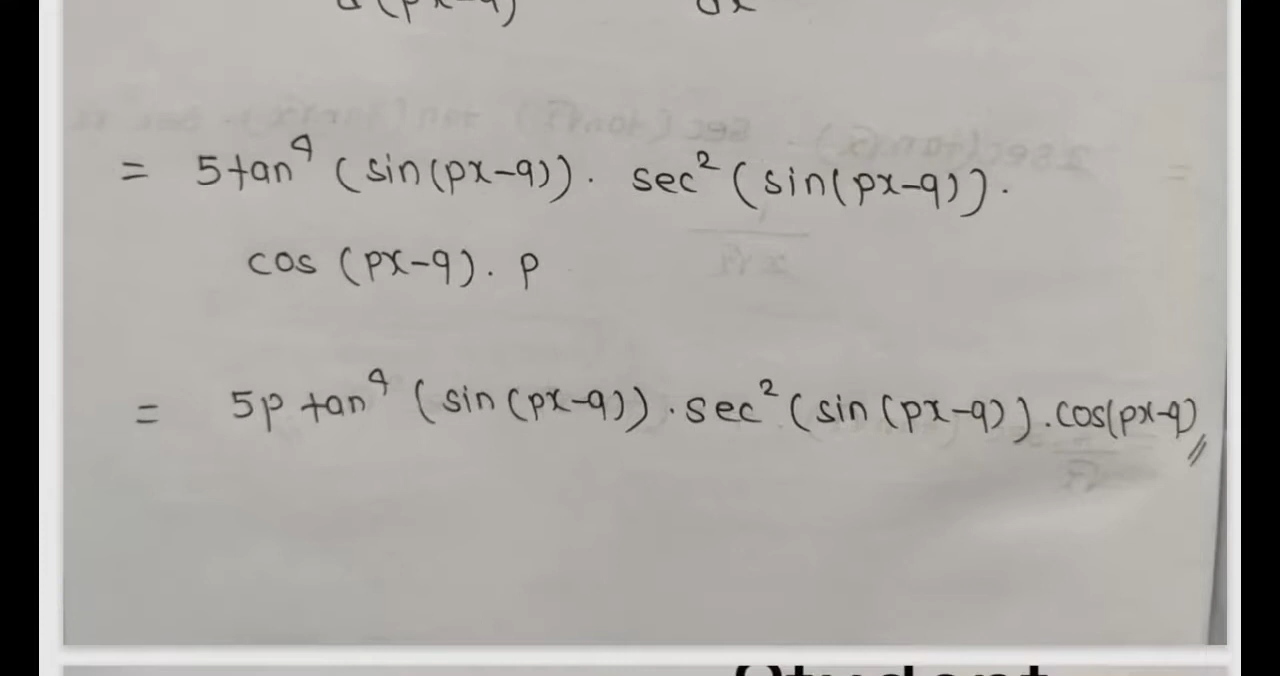 = 5tan⁴ (sin(px-q)). sec² (sin(px-q)).
cos (px-q). p
= 5p tan⁴ (sin(px-q)).sec² (sin(px-q)).cos(px-q)//